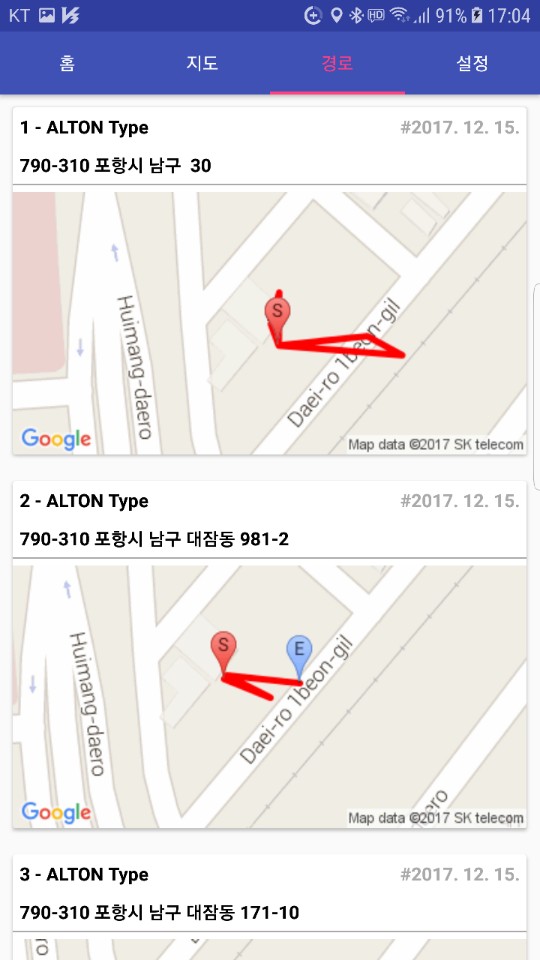 KT HD 91% 17:04
홈 지도 경로 설정
1 - ALTON Type #2017. 12. 15.
790-310 포항시 남구 30
S
Huimang-daero
Daei-ro 1beon-gil
Google Map data ©2017 SK telecom
2 - ALTON Type #2017. 12. 15.
790-310 포항시 남구 대잠동 981-2
S E
Huimang-daero
Daei-ro 1beon-gil
ero
Google Map data ©2017 SK telecom
3 - ALTON Type #2017. 12. 15.
790-310 포항시 남구 대잠동 171-10
ro